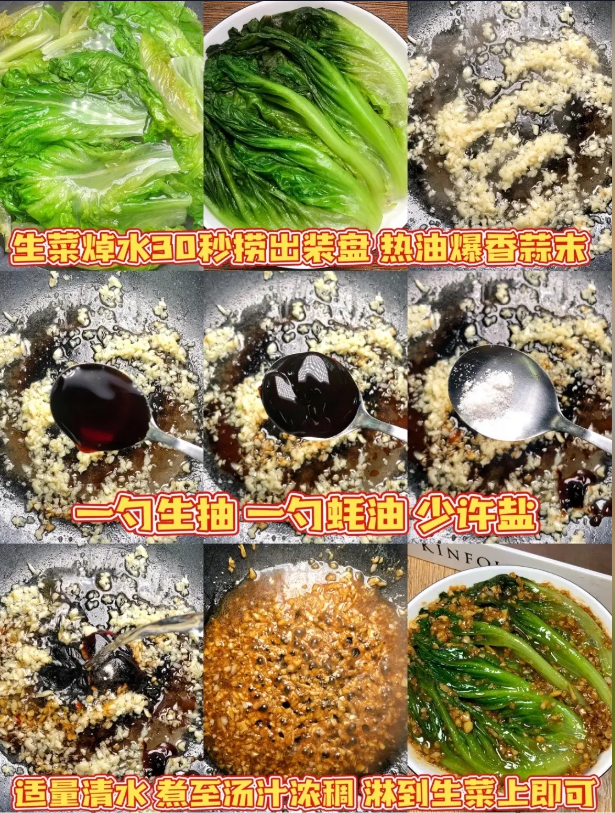 生菜焯水30秒捞出装盘 热油爆香蒜末
一勺生抽 一勺蚝油 少许盐
KINFO
适量清水 煮至汤汁浓稠 淋到生菜上即可